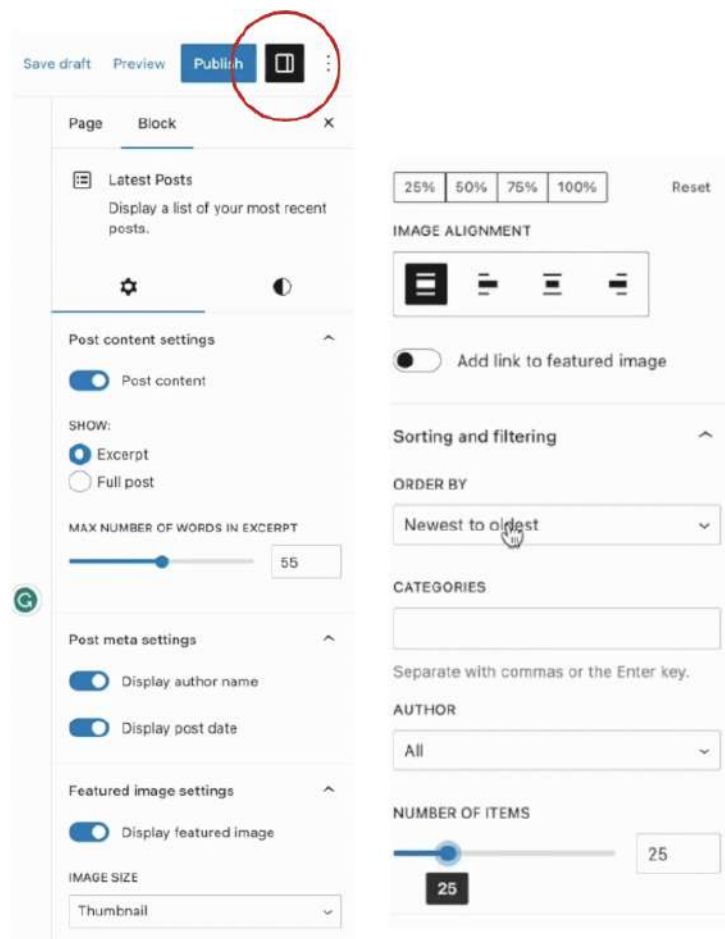 Save draft Preview Publish
Page Block
Latest Posts
Display a list of your most recent
posts.
Post content settings
Post content
SHOW:
Excerpt
Full post
MAX NUMBER OF WORDS IN EXCERPT
55
Post meta settings
Display author name
Display post date
Featured image settings
Display featured image
IMAGE SIZE
Thumbnail
25% 50% 75% 100% Reset
IMAGE ALIGNMENT
Add link to featured image
Sorting and filtering
ORDER BY
Newest to oldest
CATEGORIES
Separate with commas or the Enter key.
AUTHOR
All
NUMBER OF ITEMS
25
25